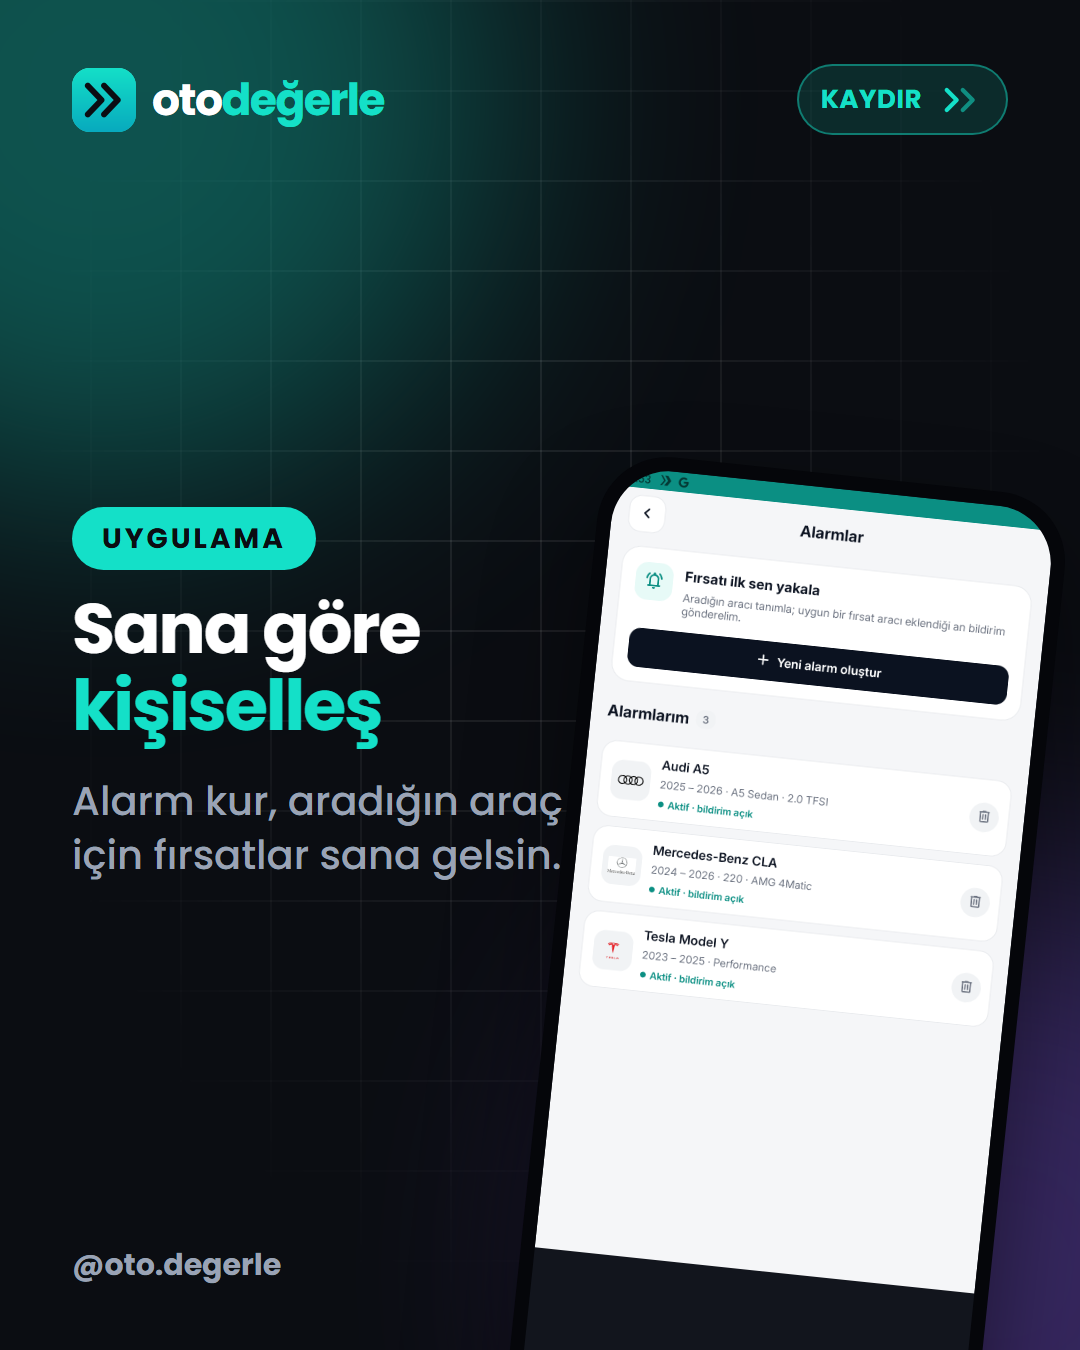 otodeğerle
KAYDIR
UYGULAMA
Sana göre
kişiselleş
Alarm kur, aradığın araç
için fırsatlar sana gelsin.
@oto.degerle
Alarmlar
Fırsatı ilk sen yakala
Aradığın aracı tanımla; uygun bir fırsat aracı eklendiği an bildirim
gönderelim.
+ Yeni alarm oluştur
Alarmlarım 3
Audi A5
2025 – 2026 · A5 Sedan · 2.0 TFSI
Aktif · bildirim açık
Mercedes-Benz CLA
2024 – 2026 · 220 · AMG 4Matic
Aktif · bildirim açık
Tesla Model Y
2023 – 2025 · Performance
Aktif · bildirim açık